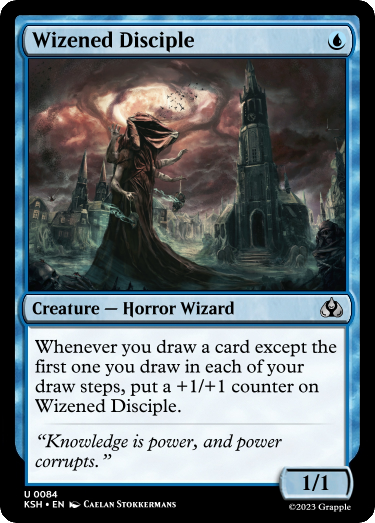 Wizened Disciple
Creature — Horror Wizard
Whenever you draw a card except the
first one you draw in each of your
draw steps, put a +1/+1 counter on
Wizened Disciple.
“Knowledge is power, and power
corrupts.”
1/1
U 0084
KSH • EN Caelan Stokkermans
©2023 Grapple